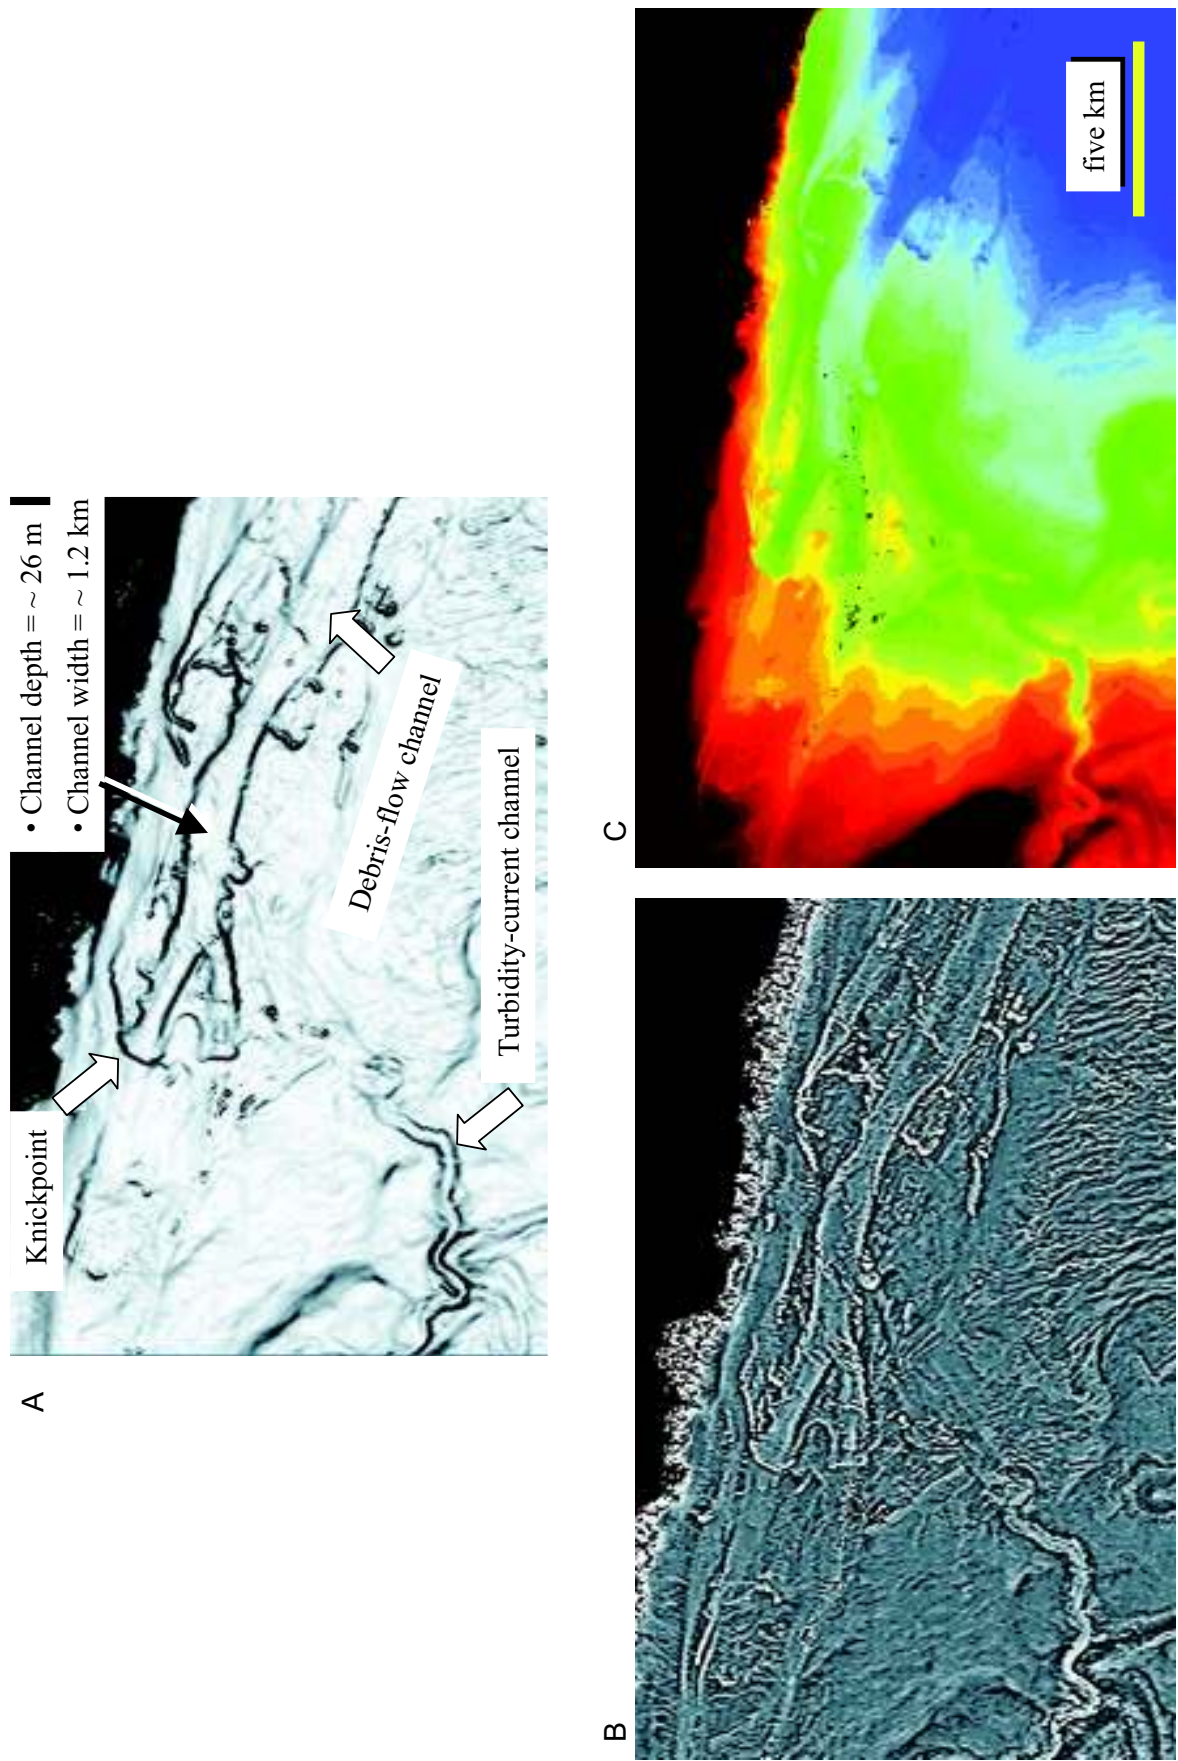 A
• Channel depth = ~ 26 m
• Channel width = ~ 1.2 km
Knickpoint
Debris-flow channel
Turbidity-current channel
B
C
five km